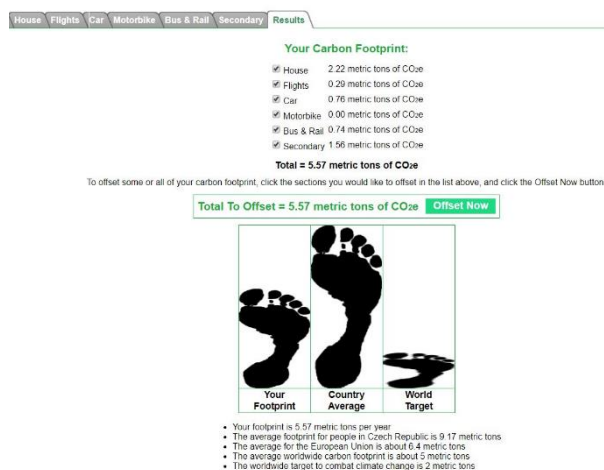 House Flights Car Motorbike Bus & Rail Secondary Results
Your Carbon Footprint:
House 2.22 metric tons of CO2e
Flights 0.29 metric tons of CO2e
Car 0.76 metric tons of CO2e
Motorbike 0.00 metric tons of CO2e
Bus & Rail 0.74 metric tons of CO2e
Secondary 1.56 metric tons of CO2e
Total = 5.57 metric tons of CO2e
To offset some or all of your carbon footprint, click the sections you would like to offset in the list above, and click the Offset Now button
Total To Offset = 5.57 metric tons of CO2e Offset Now
Your Footprint Country Average World Target
• Your footprint is 5.57 metric tons per year
• The average footprint for people in Czech Republic is 9.17 metric tons
• The average for the European Union is about 6.4 metric tons
• The average worldwide carbon footprint is about 5 metric tons
• The worldwide target to combat climate change is 2 metric tons